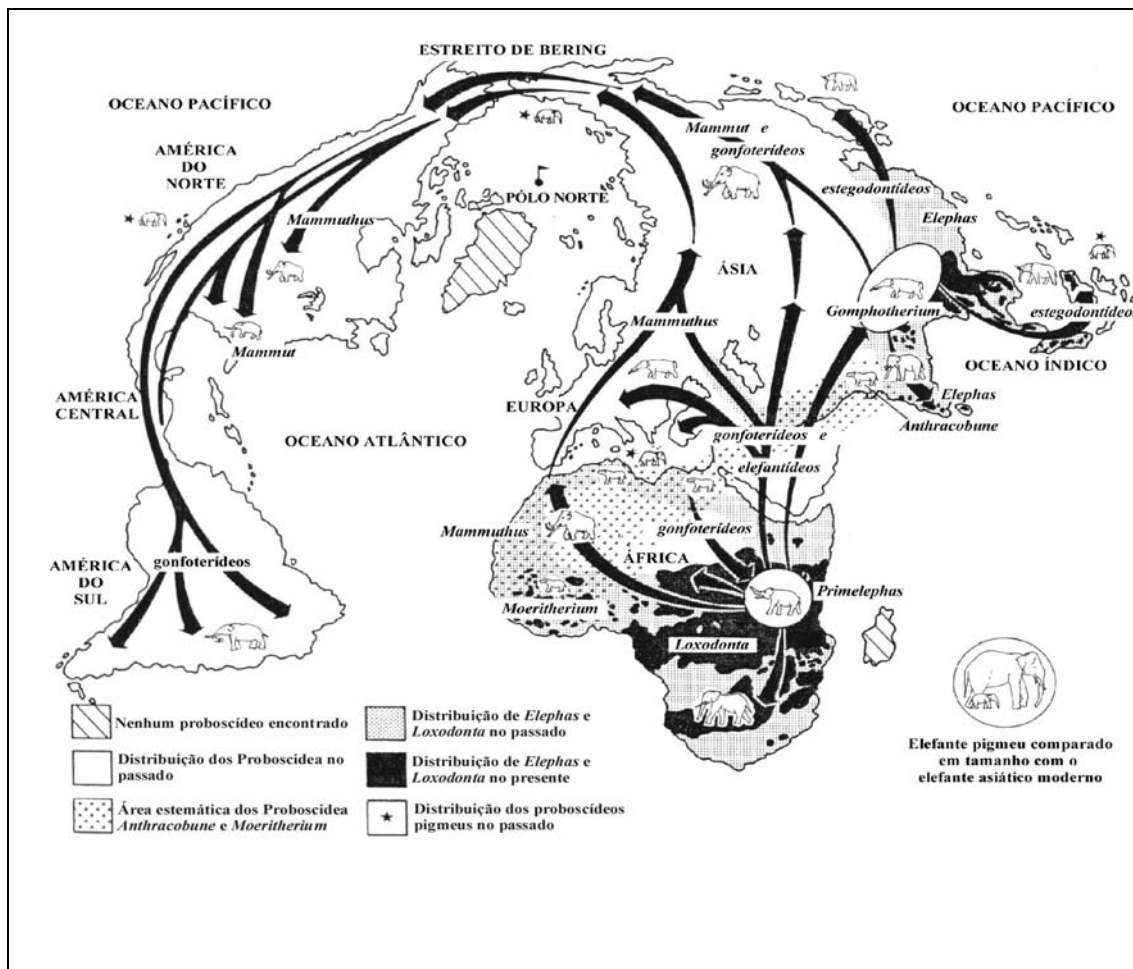 ESTREITO DE BERING
OCEANO PACÍFICO
OCEANO PACÍFICO
AMÉRICA
DO
NORTE
Mammut e
gonfoterídeos
PÓLO NORTE
estegodontídeos
Elephas
Mammuthus
ÁSIA
Gomphotherium
estegodontídeos
Mammuthus
Mammut
OCEANO ÍNDICO
AMÉRICA
CENTRAL
EUROPA
Elephas
Anthracobune
OCEANO ATLÂNTICO
gonfoterídeos e
elefantídeos
Mammuthus
gonfoterídeos
ÁFRICA
AMÉRICA
DO
SUL
gonfoterídeos
Moeritherium
Primelephas
Loxodonta
Nenhum proboscídeo encontrado
Distribuição dos Proboscidea no
passado
Área estemática dos Proboscidea
Anthracobune e Moeritherium
Distribuição de Elephas e
Loxodonta no passado
Distribuição de Elephas e
Loxodonta no presente
Distribuição dos proboscídeos
pigmeus no passado
Elefante pigmeu comparado
em tamanho com o
elefante asiático moderno